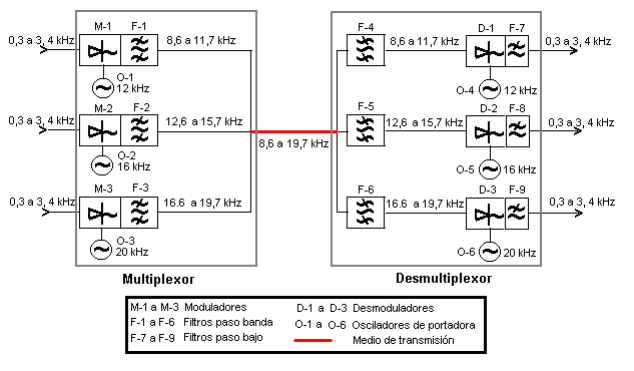 M-1 F-1
0,3 a 3, 4 kHz
8,6 a 11,7 kHz
O-1
12 kHz
M-2 F-2
0,3 a 3, 4 kHz
12,6 a 15,7 kHz
O-2
16 kHz
M-3 F-3
0,3 a 3, 4 kHz
16.6 a 19,7 kHz
O-3
20 kHz
Multiplexor
8,6 a 19,7 kHz
F-4
8,6 a 11,7 kHz
D-1 F-7
0,3 a 3, 4 kHz
O-4 12 kHz
F-5
12,6 a 15,7 kHz
D-2 F-8
0,3 a 3, 4 kHz
O-5 16 kHz
F-6
16.6 a 19,7 kHz
D-3 F-9
0,3 a 3, 4 kHz
O-6 20 kHz
Desmultiplexor
M-1 a M-3 Moduladores
F-1 a F-6 Filtros paso banda
F-7 a F-9 Filtros paso bajo
D-1 a D-3 Desmoduladores
O-1 a O-6 Osciladores de portadora
Medio de transmisión